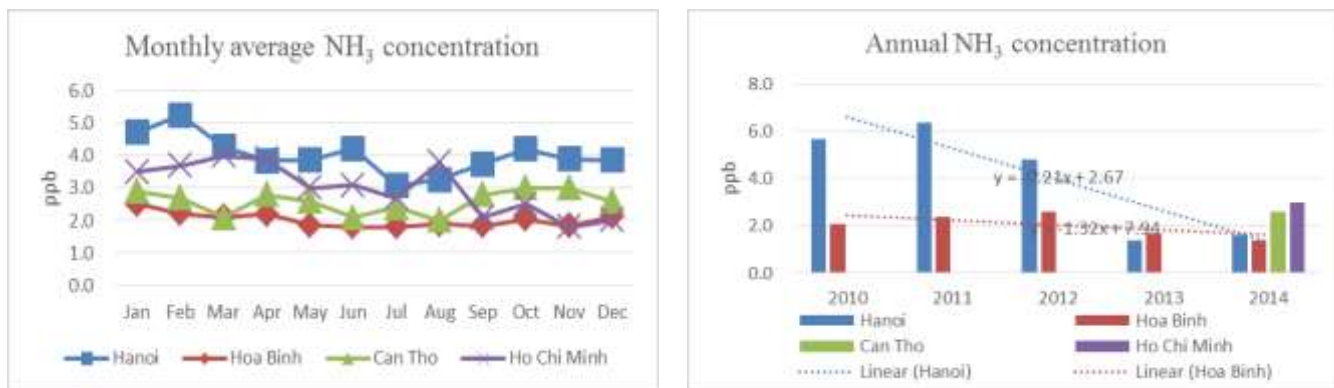 Monthly average NH₃ concentration
6.0
5.0
4.0
3.0
2.0
1.0
0.0
ppb
Jan Feb Mar Apr May Jun Jul Aug Sep Oct Nov Dec
Hanoi Hoa Binh Can Tho Ho Chi Minh
Annual NH₃ concentration
8.0
6.0
4.0
2.0
0.0
ppb
y = -0.21x + 2.67
1.32x + 7.94
2010 2011 2012 2013 2014
Hanoi Hoa Binh
Can Tho Ho Chi Minh
Linear (Hanoi) Linear (Hoa Binh)